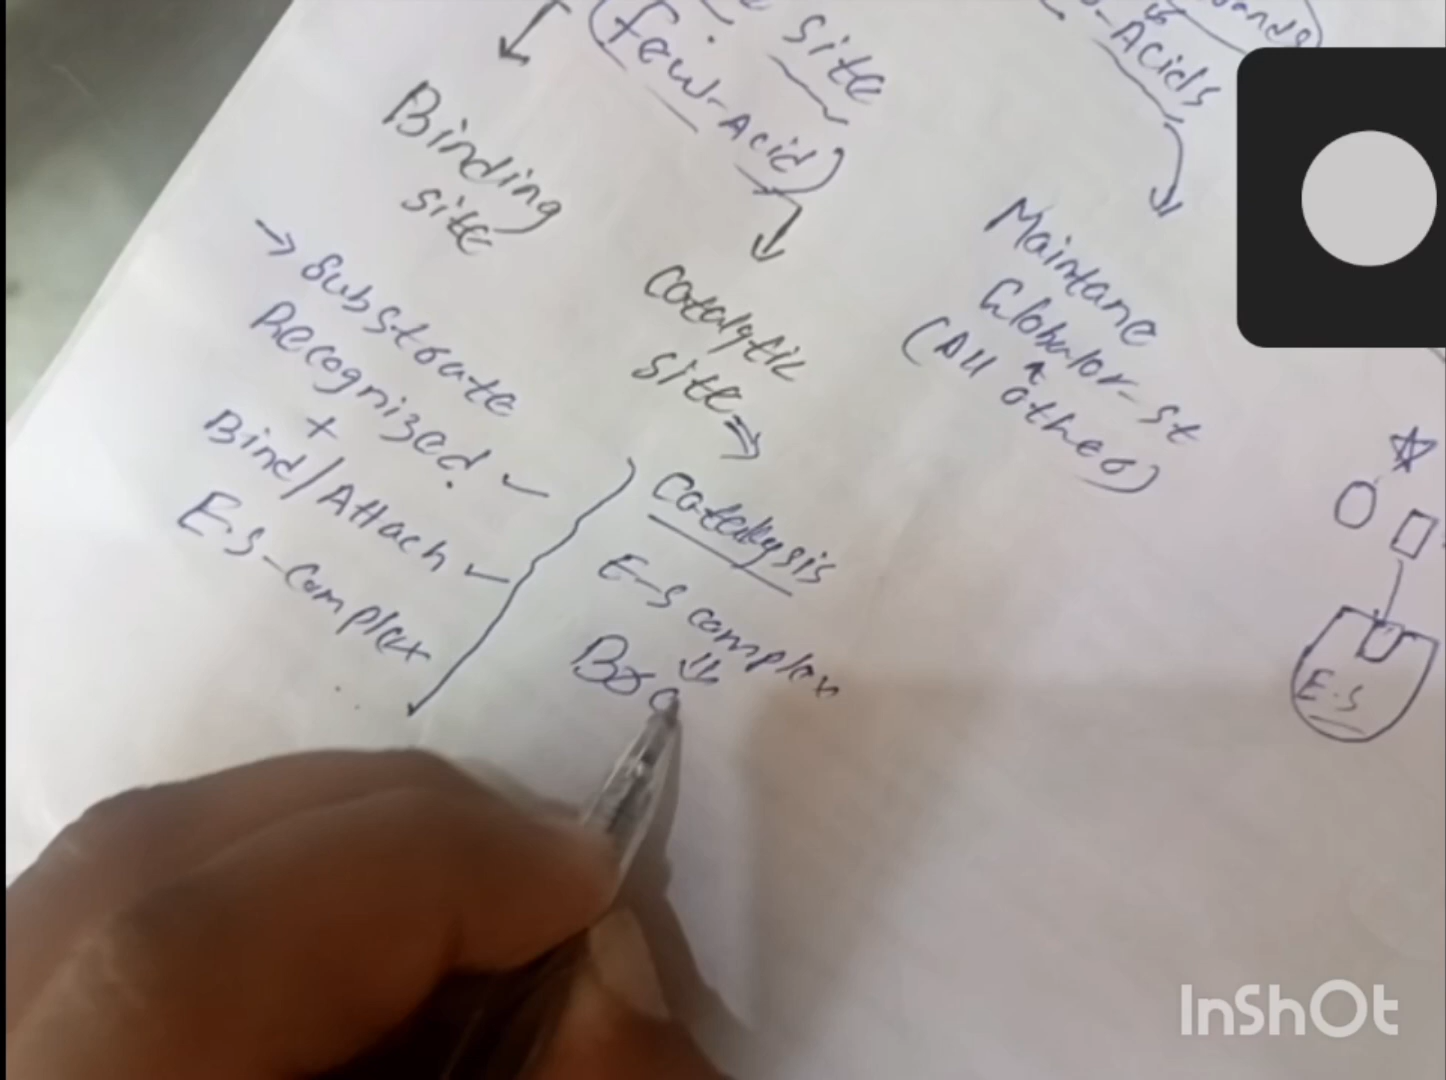 site
(Few-Acid)
Acids
Binding
site
→ Substrate
Recognized.
+
Bind/Attach
E.S-Complex
Catalytic
site
Catalysis
E-S complex
Maintane
Globular-st
(All other)
E.S
InShOt